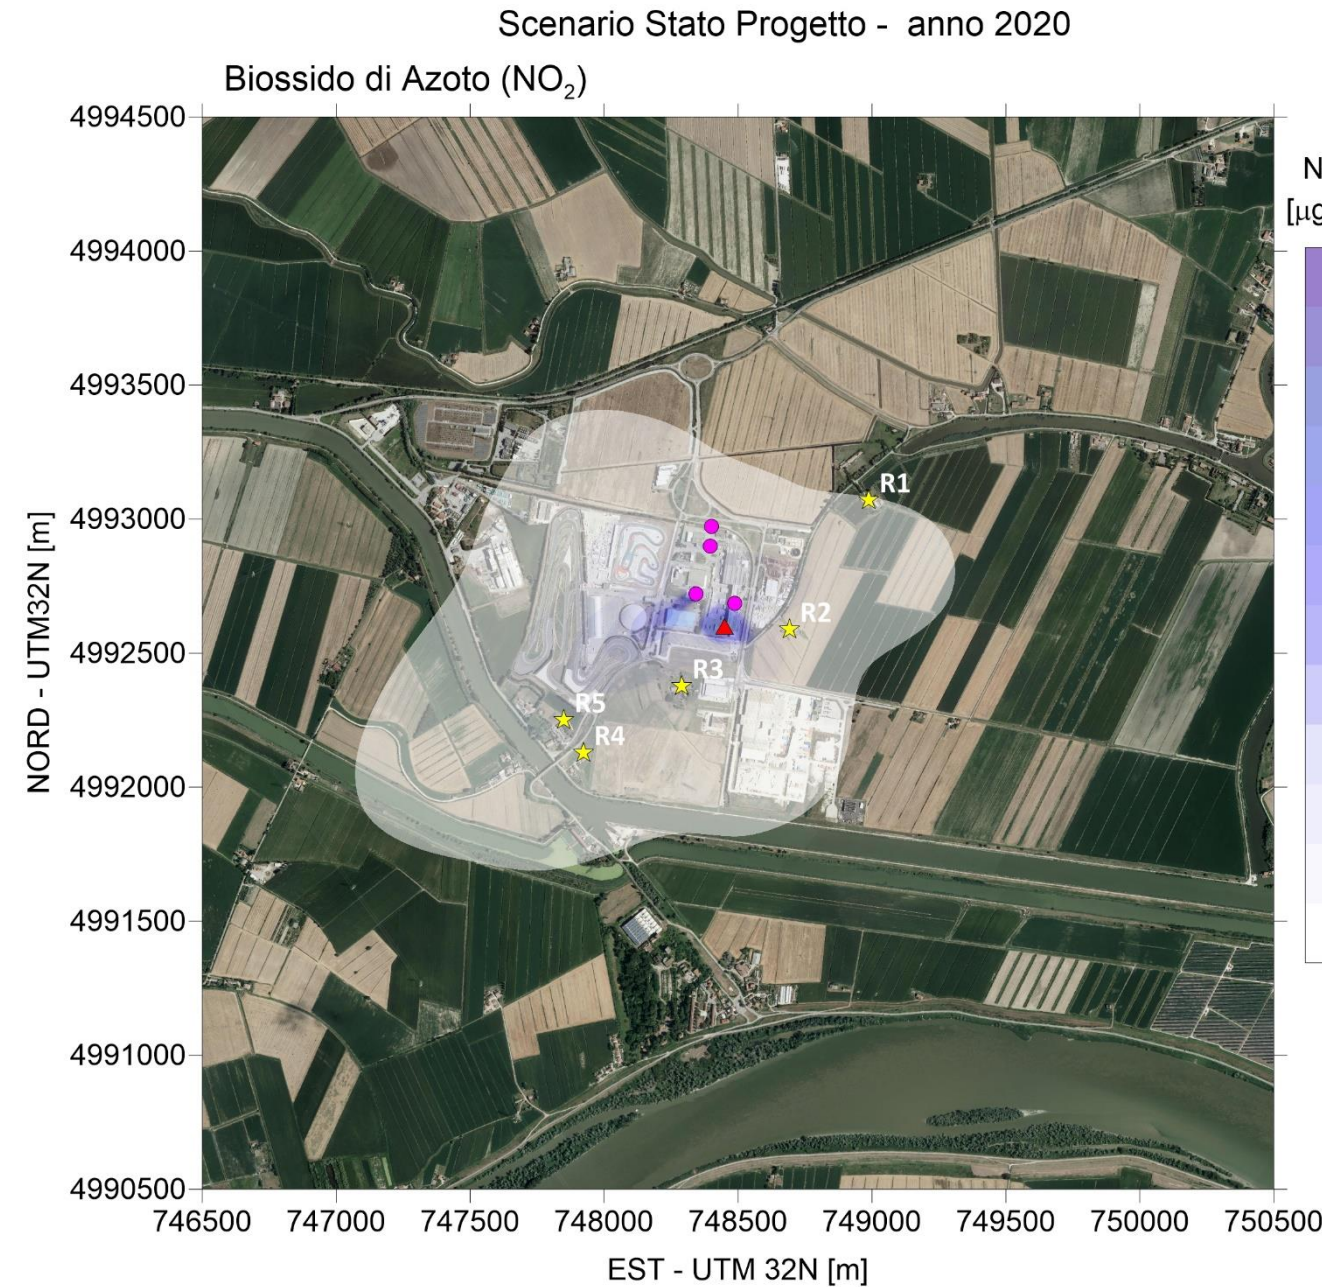 Scenario Stato Progetto - anno 2020
Biossido di Azoto (NO₂)
4994500
4994000
4993500
4993000
4992500
4992000
4991500
4991000
4990500
NORD - UTM32N [m]
N
[μg
R1
R2
R3
R5
R4
746500 747000 747500 748000 748500 749000 749500 750000 750500
EST - UTM 32N [m]